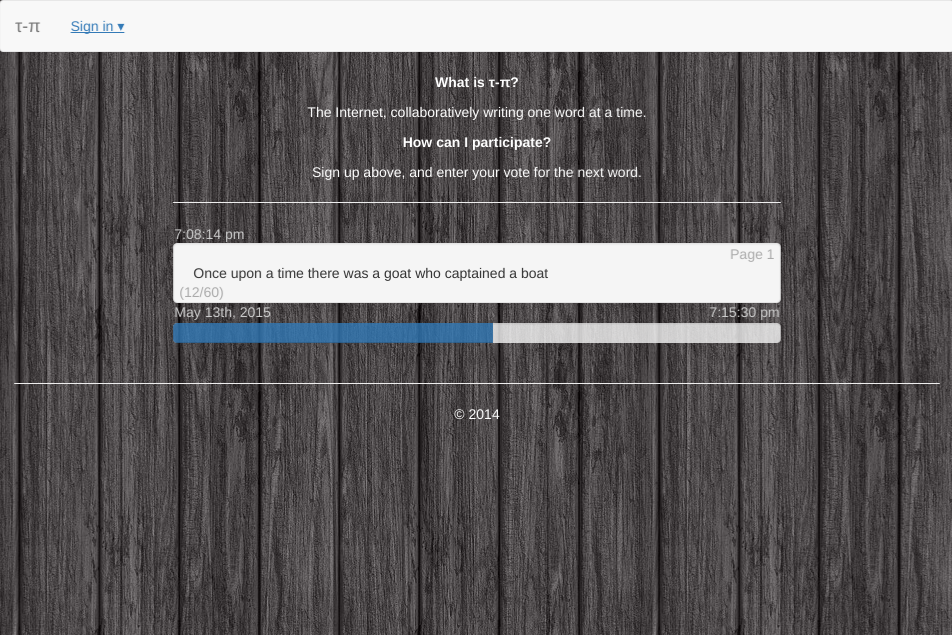 τ-π Sign in ▾
What is τ-π?
The Internet, collaboratively writing one word at a time.
How can I participate?
Sign up above, and enter your vote for the next word.
7:08:14 pm
Page 1
Once upon a time there was a goat who captained a boat
(12/60)
May 13th, 2015 7:15:30 pm
© 2014